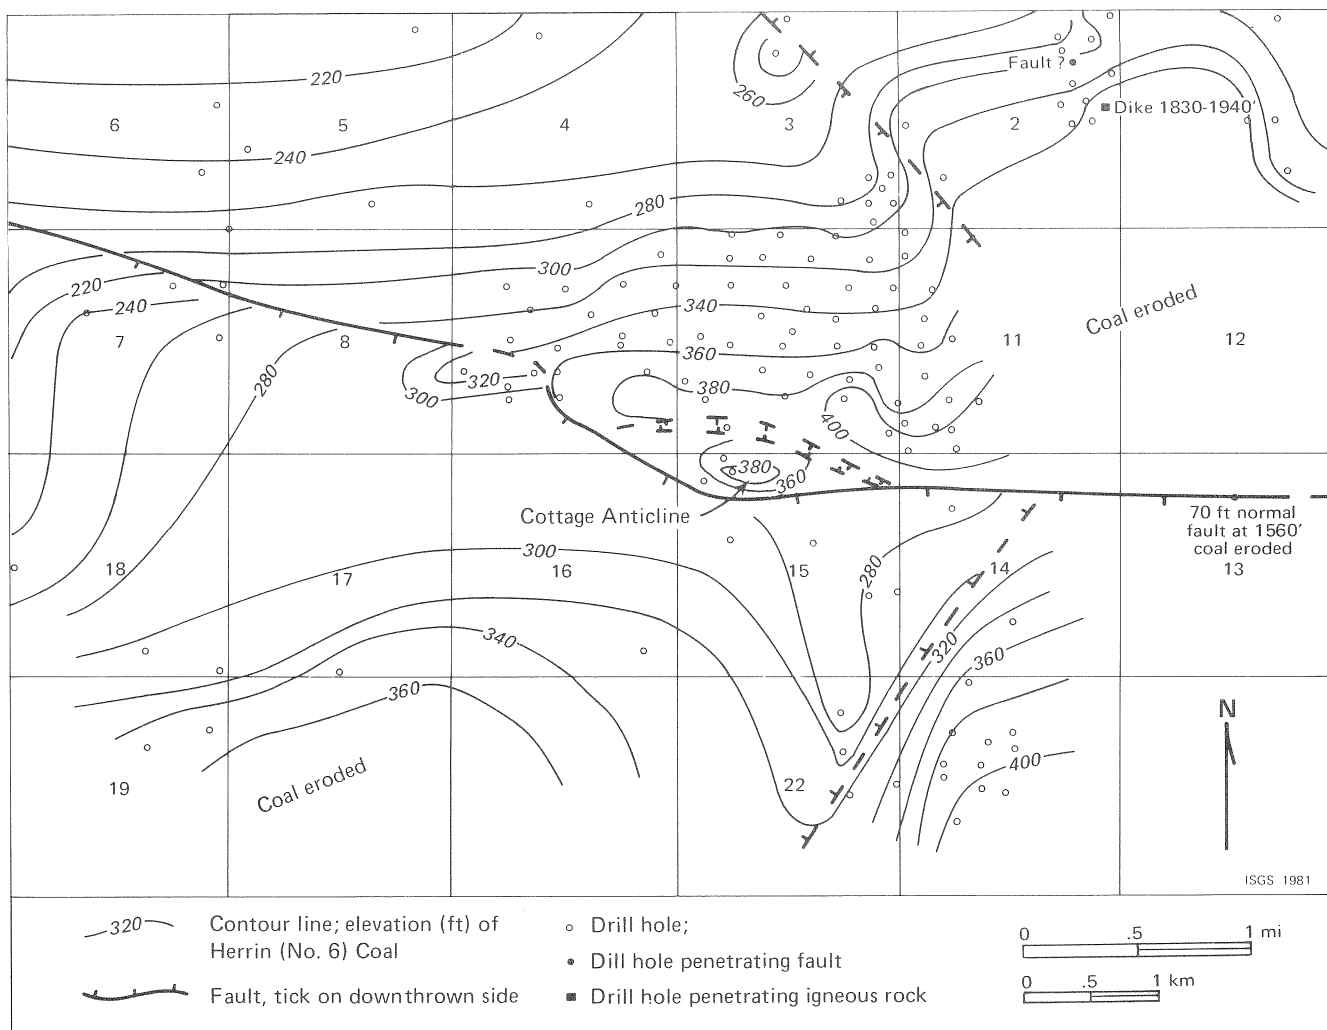 220
Fault ?
260
Dike 1830-1940'
6
5
4
3
2
240
280
300
220
240
340
Coal eroded
7
8
11
12
360
280
320
380
300
400
380
360
Cottage Anticline
70 ft normal
fault at 1560'
coal eroded
13
300
18
17
16
15
280
14
340
320
360
360
N
400
22
19
Coal eroded
ISGS 1981
320
Contour line; elevation (ft) of
Herrin (No. 6) Coal
Fault, tick on downthrown side
Drill hole;
Dill hole penetrating fault
Drill hole penetrating igneous rock
0 .5 1 mi
0 .5 1 km